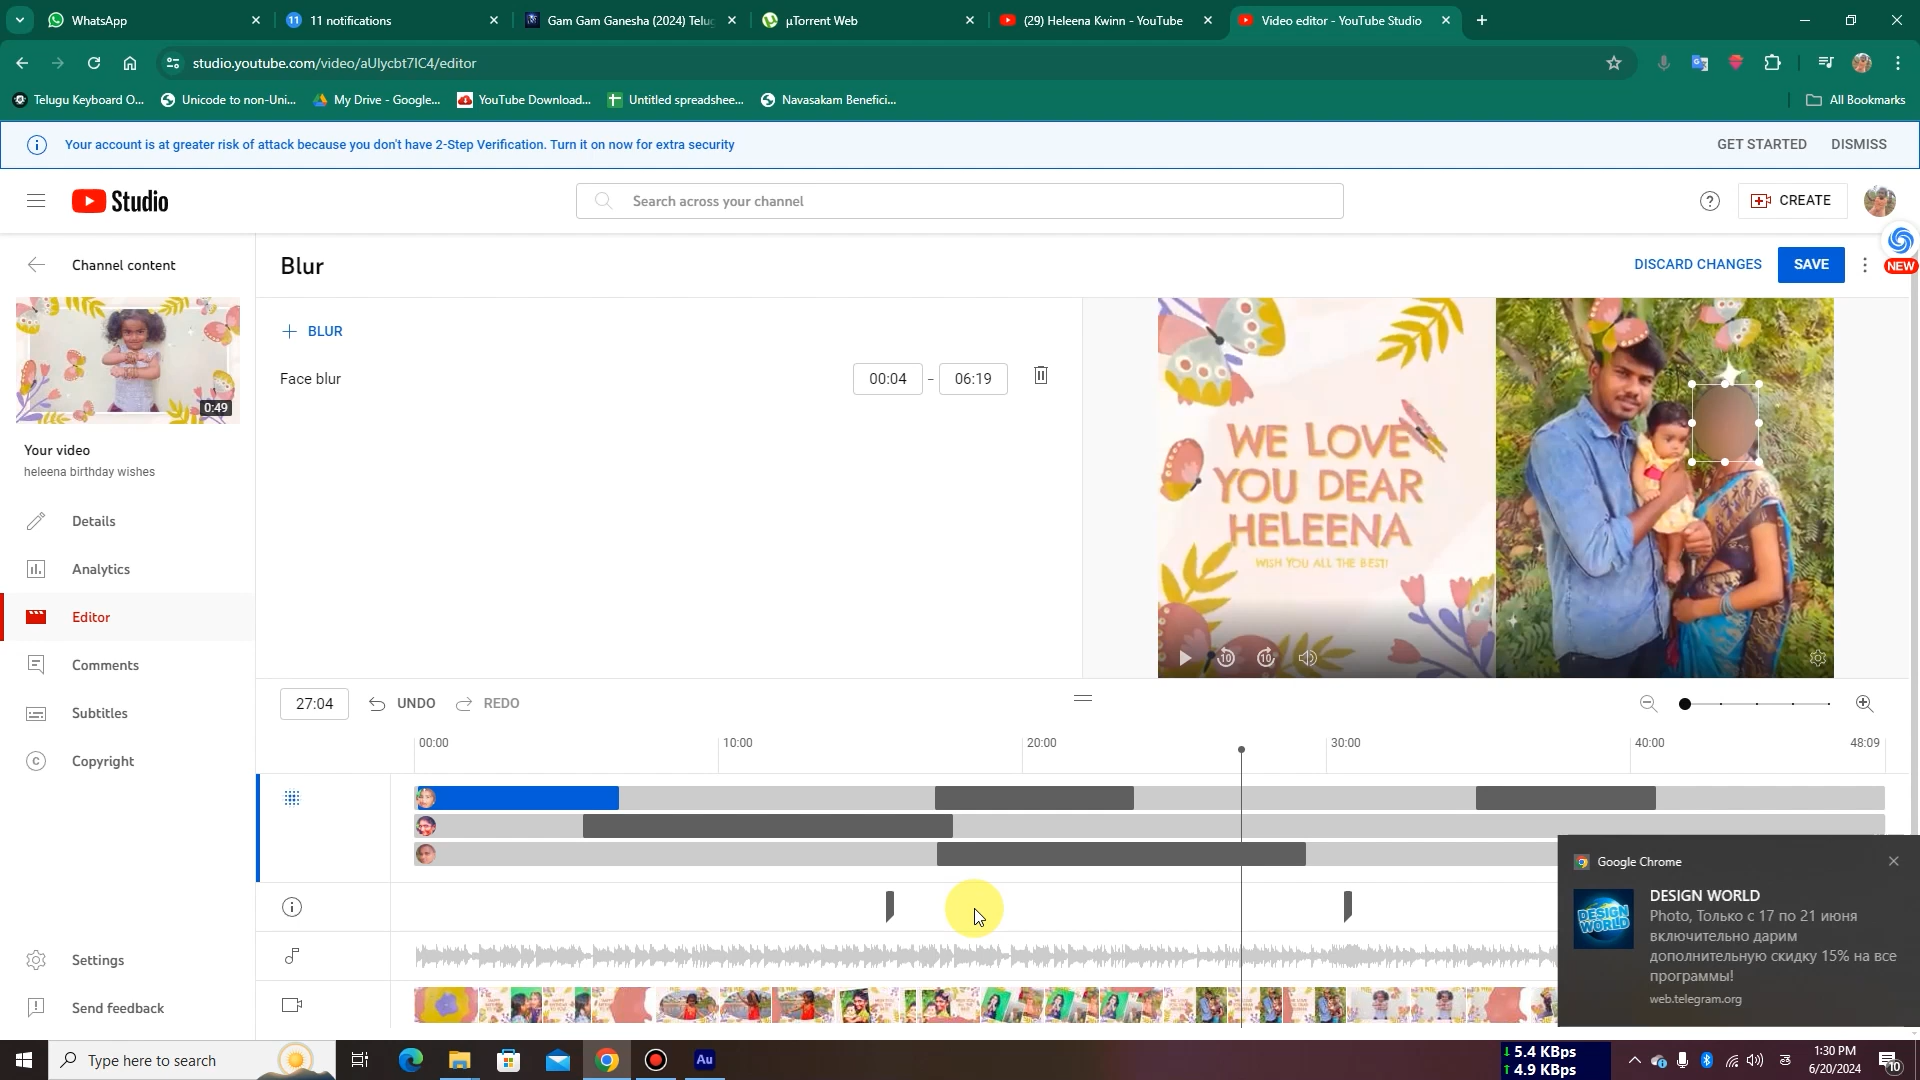 WhatsApp
11 11 notifications
Gam Gam Ganesha (2024) Telug
µTorrent Web
(29) Heleena Kwinn - YouTube
Video editor - YouTube Studio
studio.youtube.com/video/aUlycbt7IC4/editor
Telugu Keyboard O...
Unicode to non-Uni...
My Drive - Google...
YouTube Download...
Untitled spreadshee...
Navasakam Benefici...
All Bookmarks
Your account is at greater risk of attack because you don't have 2-Step Verification. Turn it on now for extra security
GET STARTED
DISMISS
Studio
Search across your channel
CREATE
NEW
Channel content
Blur
DISCARD CHANGES
SAVE
BLUR
Face blur
00:04 - 06:19
0:49
Your video
heleena birthday wishes
WE LOVE
YOU DEAR
HELEENA
WISH YOU ALL THE BEST!
10
10
Details
Analytics
Editor
Comments
Subtitles
Copyright
Settings
Send feedback
27:04
UNDO
REDO
00:00
10:00
20:00
30:00
40:00
48:09
Google Chrome
DESIGN WORLD
DESIGN WORLD
Photo, Только с 17 по 21 июня
включительно дарим
дополнительную скидку 15% на все
программы!
web.telegram.org
Type here to search
Au
5.4 KBps
4.9 KBps
1:30 PM
6/20/2024
10